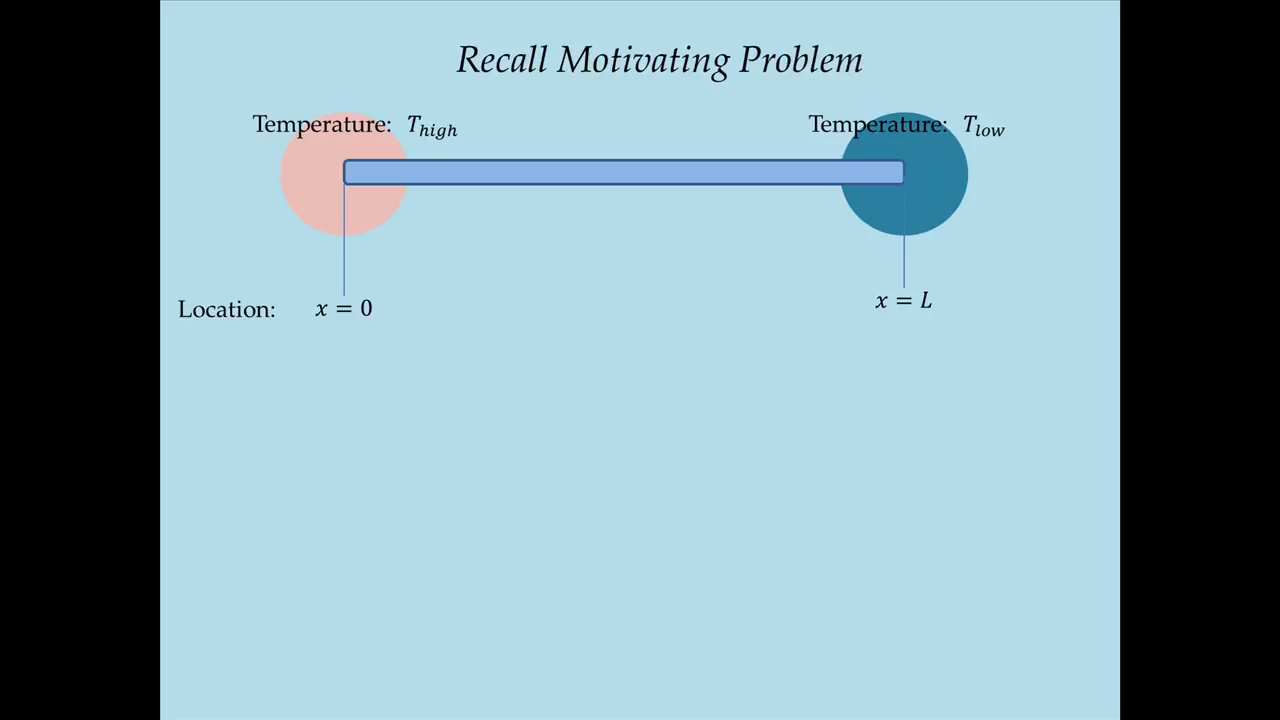 Recall Motivating Problem
Temperature: T_high
Temperature: T_low
Location: x = 0
x = L